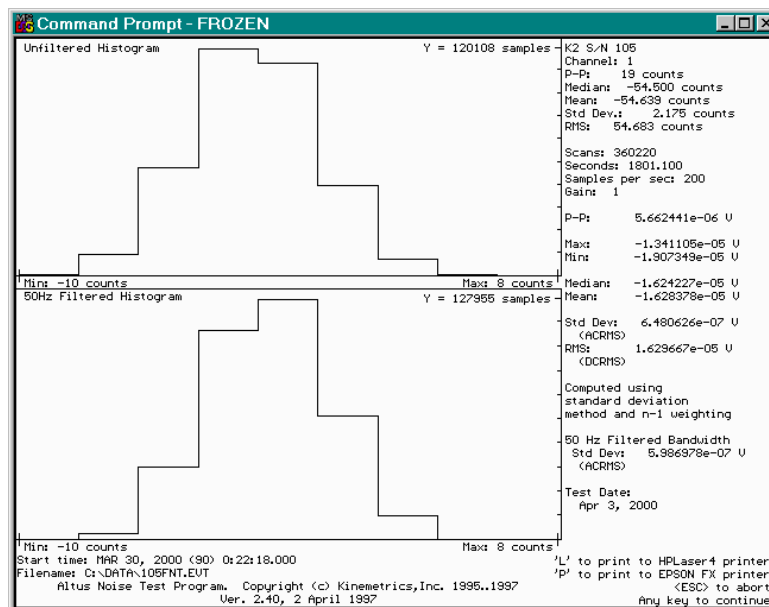 Command Prompt - FROZEN
Unfiltered Histogram
Y = 120108 samples
Min: -10 counts
Max: 8 counts
50Hz Filtered Histogram
Y = 127955 samples
Min: -10 counts
Max: 8 counts
Start time: MAR 30, 2000 (90) 0:22:18.000
Filename: C:\DATA\105FNT.EVT
Altus Noise Test Program. Copyright (c) Kinemetrics,Inc. 1995..1997
Ver. 2.40, 2 April 1997
K2 S/N 105
Channel: 1
P-P: 19 counts
Median: -54.500 counts
Mean: -54.639 counts
Std Dev.: 2.175 counts
RMS: 54.683 counts
Scans: 360220
Seconds: 1801.100
Samples per sec: 200
Gain: 1
P-P: 5.662441e-06 V
Max: -1.341105e-05 V
Min: -1.907349e-05 V
Median: -1.624227e-05 V
Mean: -1.628378e-05 V
Std Dev: 6.480626e-07 V
(ACRMS)
RMS: 1.629667e-05 V
(DCRMS)
Computed using
standard deviation
method and n-1 weighting
50 Hz Filtered Bandwidth
Std Dev: 5.986978e-07 V
(ACRMS)
Test Date:
Apr 3, 2000
'L' to print to HPLaser4 printer
'P' to print to EPSON FX printer
<ESC> to abort
Any key to continue